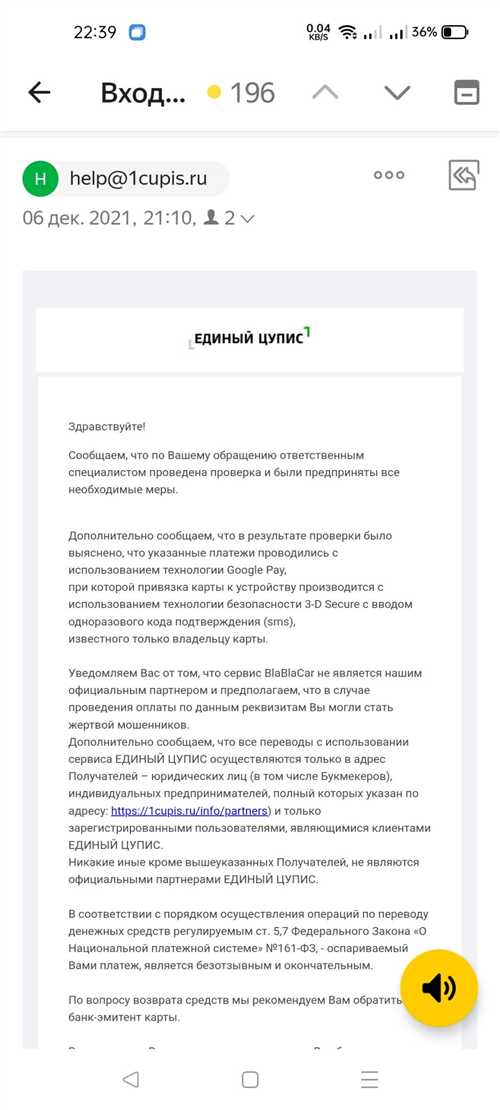 22:39
0.04 KB/S
36%
Вход... 196
help@1cupis.ru
Н
06 дек. 2021, 21:10, 2
ЕДИНЫЙ ЦУПИС
Здравствуйте!
Сообщаем, что по Вашему обращению ответственным
специалистом проведена проверка и были предприняты все
необходимые меры.
Дополнительно сообщаем, что в результате проверки было
выяснено, что указанные платежи проводились с
использованием технологии Google Pay,
при которой привязка карты к устройству производится с
использованием технологии безопасности 3-D Secure с вводом
одноразового кода подтверждения (sms),
известного только владельцу карты.
Уведомляем Вас от том, что сервис BlaBlaCar не является нашим
официальным партнером и предполагаем, что в случае
проведения оплаты по данным реквизитам Вы могли стать
жертвой мошенников.
Дополнительно сообщаем, что все переводы с использовании
сервиса ЕДИНЫЙ ЦУПИС осуществляются только в адрес
Получателей – юридических лиц (в том числе Букмекеров),
индивидуальных предпринимателей, полный которых указан по
адресу: https://1cupis.ru/info/partners) и только
зарегистрированными пользователями, являющимися клиентами
ЕДИНЫЙ ЦУПИС.
Никакие иные кроме вышеуказанных Получателей, не являются
официальными партнерами ЕДИНЫЙ ЦУПИС.
В соответствии с порядком осуществления операций по переводу
денежных средств регулируемым ст. 5,7 Федерального Закона «О
Национальной платежной системе» №161-ФЗ, - оспариваемый
Вами платеж, является безотзывным и окончательным.
По вопросу возврата средств мы рекомендуем Вам обратить
банк-эмитент карты.